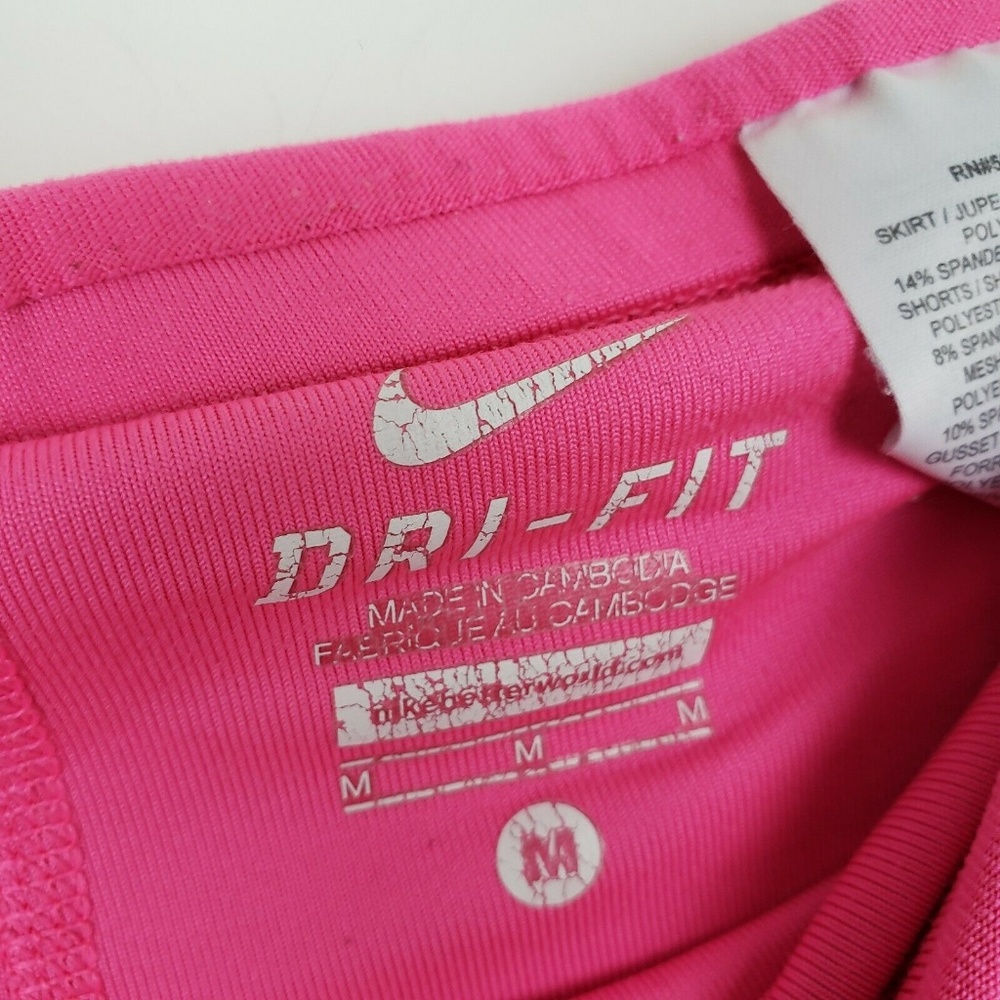 DRI-FIT
MADE IN CAMBODIA
FABRIQUE AU CAMBODGE
nikebetterworld.com
M M M
M
RN#5
SKIRT / JUPE
POLY
14% SPANDE
SHORTS / SH
POLYEST
8% SPAN
MESH
POLYE
10% SP
GUSSET
FORR